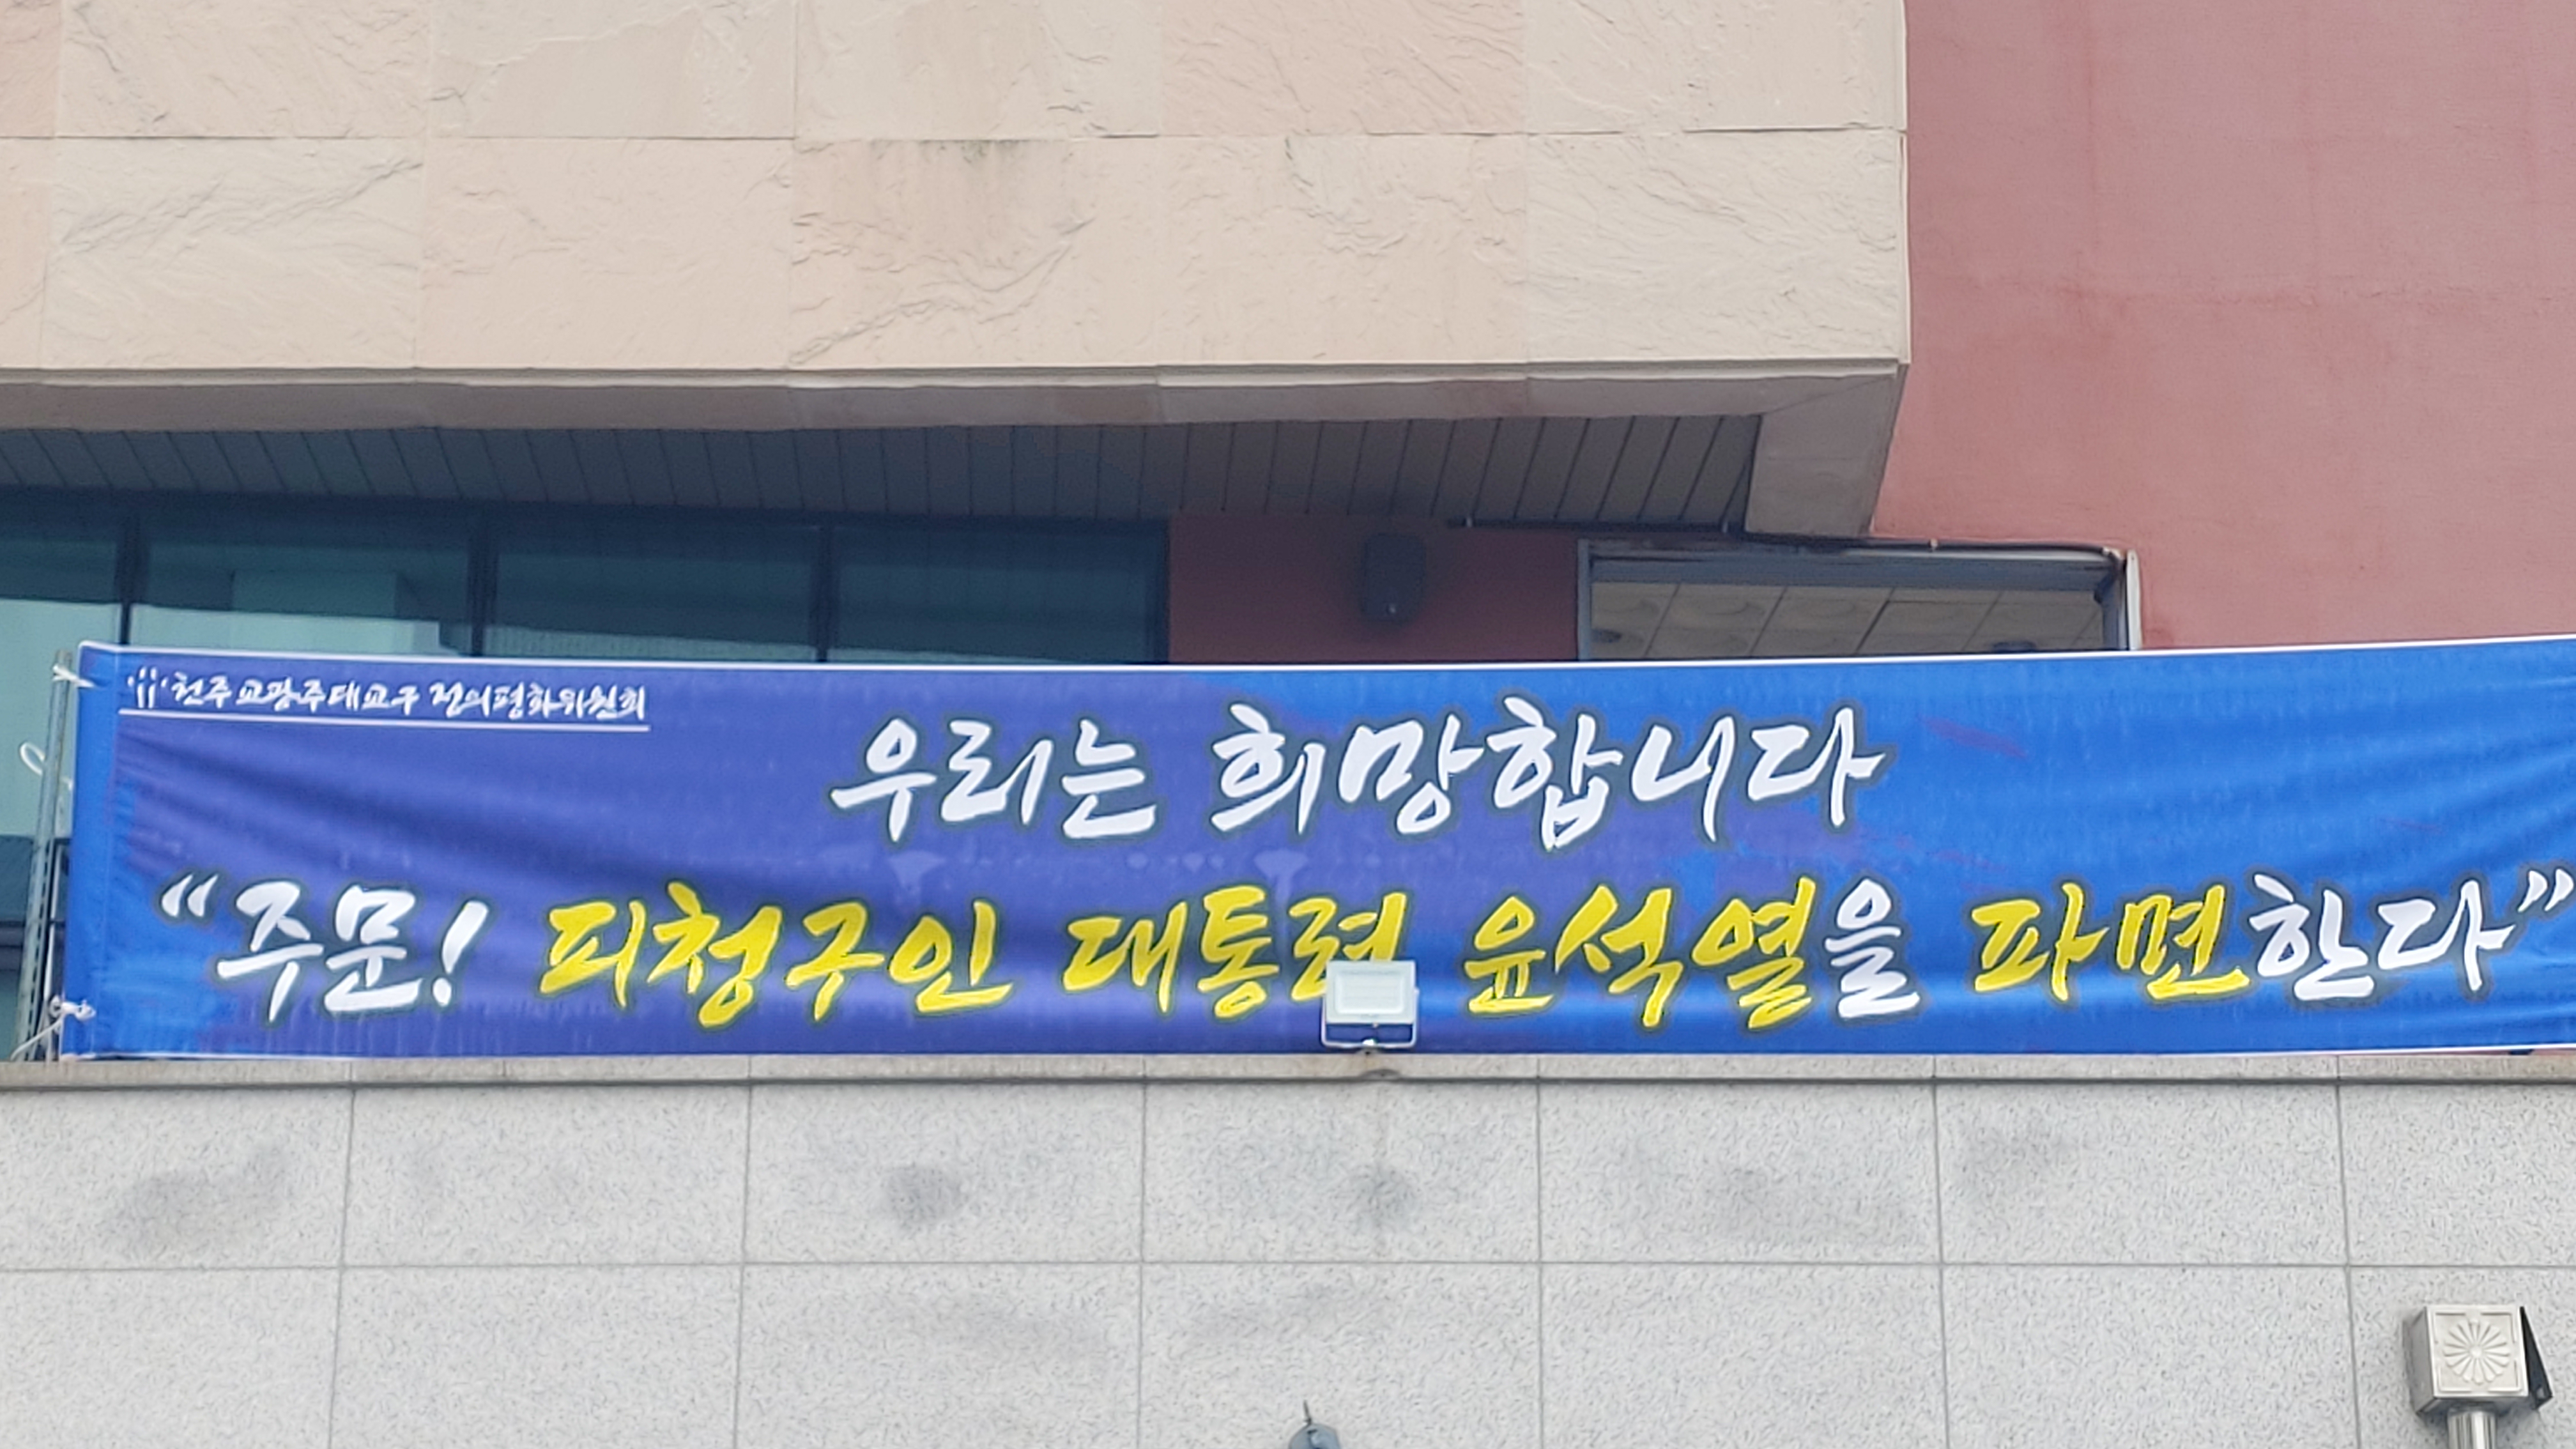 천주교광주대교구 정의평화위원회
우리는 희망합니다
“주문! 피청구인 대통령 윤석열을 파면한다”